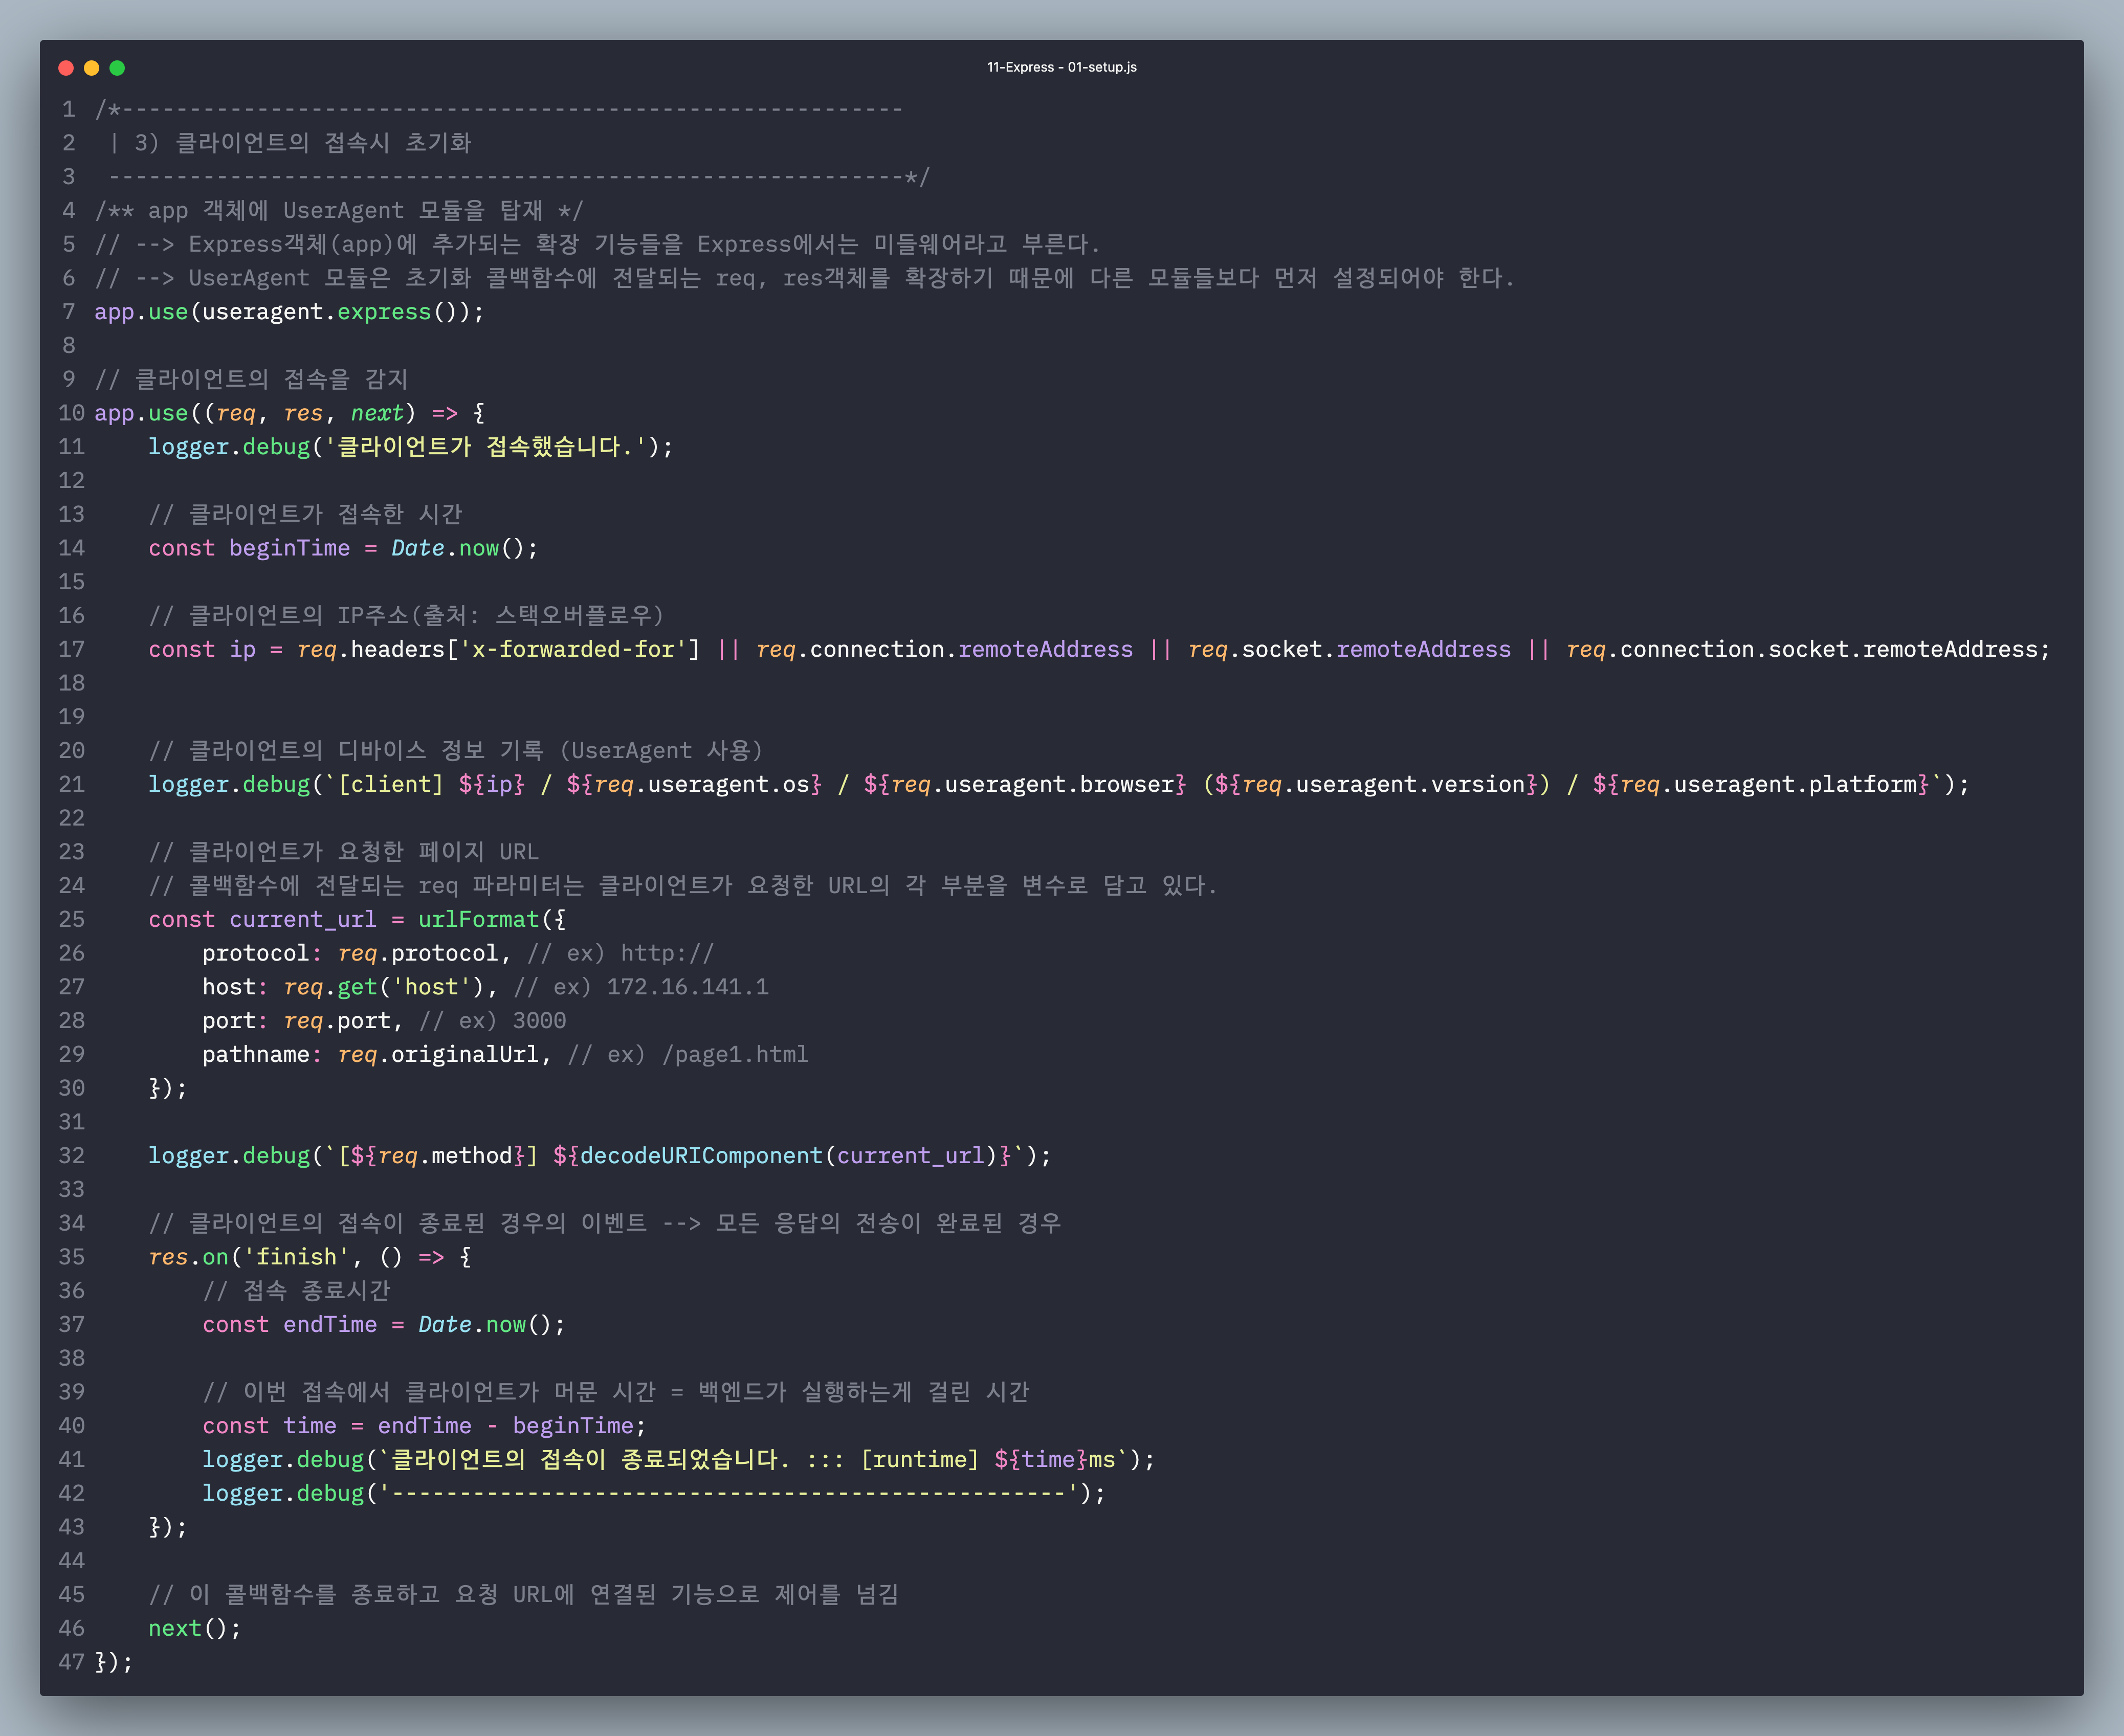 11-Express - 01-setup.js
1 /*----------------------------------------------------------
2  | 3) 클라이언트의 접속시 초기화
3  -----------------------------------------------------------*/
4 /** app 객체에 UserAgent 모듈을 탑재 */
5 // --> Express객체(app)에 추가되는 확장 기능들을 Express에서는 미들웨어라고 부른다.
6 // --> UserAgent 모듈은 초기화 콜백함수에 전달되는 req, res객체를 확장하기 때문에 다른 모듈들보다 먼저 설정되어야 한다.
7 app.use(useragent.express());
8
9 // 클라이언트의 접속을 감지
10 app.use((req, res, next) => {
11     logger.debug('클라이언트가 접속했습니다.');
12
13     // 클라이언트가 접속한 시간
14     const beginTime = Date.now();
15
16     // 클라이언트의 IP주소(출처: 스택오버플로우)
17     const ip = req.headers['x-forwarded-for'] || req.connection.remoteAddress || req.socket.remoteAddress || req.connection.socket.remoteAddress;
18
19
20     // 클라이언트의 디바이스 정보 기록 (UserAgent 사용)
21     logger.debug(`[client] ${ip} / ${req.useragent.os} / ${req.useragent.browser} (${req.useragent.version}) / ${req.useragent.platform}`);
22
23     // 클라이언트가 요청한 페이지 URL
24     // 콜백함수에 전달되는 req 파라미터는 클라이언트가 요청한 URL의 각 부분을 변수로 담고 있다.
25     const current_url = urlFormat({
26         protocol: req.protocol, // ex) http://
27         host: req.get('host'), // ex) 172.16.141.1
28         port: req.port, // ex) 3000
29         pathname: req.originalUrl, // ex) /page1.html
30     });
31
32     logger.debug(`[${req.method}] ${decodeURIComponent(current_url)}`);
33
34     // 클라이언트의 접속이 종료된 경우의 이벤트 --> 모든 응답의 전송이 완료된 경우
35     res.on('finish', () => {
36         // 접속 종료시간
37         const endTime = Date.now();
38
39         // 이번 접속에서 클라이언트가 머문 시간 = 백엔드가 실행하는게 걸린 시간
40         const time = endTime - beginTime;
41         logger.debug(`클라이언트의 접속이 종료되었습니다. ::: [runtime] ${time}ms`);
42         logger.debug('--------------------------------------------------');
43     });
44
45     // 이 콜백함수를 종료하고 요청 URL에 연결된 기능으로 제어를 넘김
46     next();
47 });